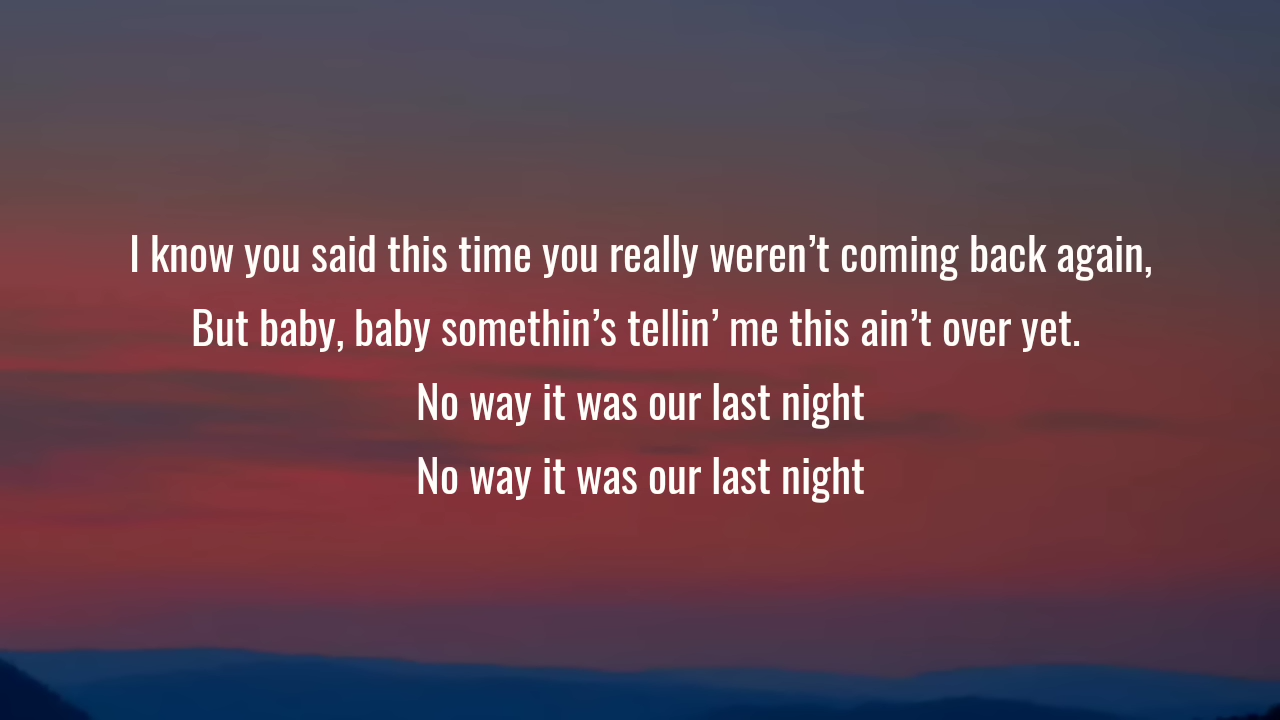 I know you said this time you really weren’t coming back again,
But baby, baby somethin’s tellin’ me this ain’t over yet.
No way it was our last night
No way it was our last night